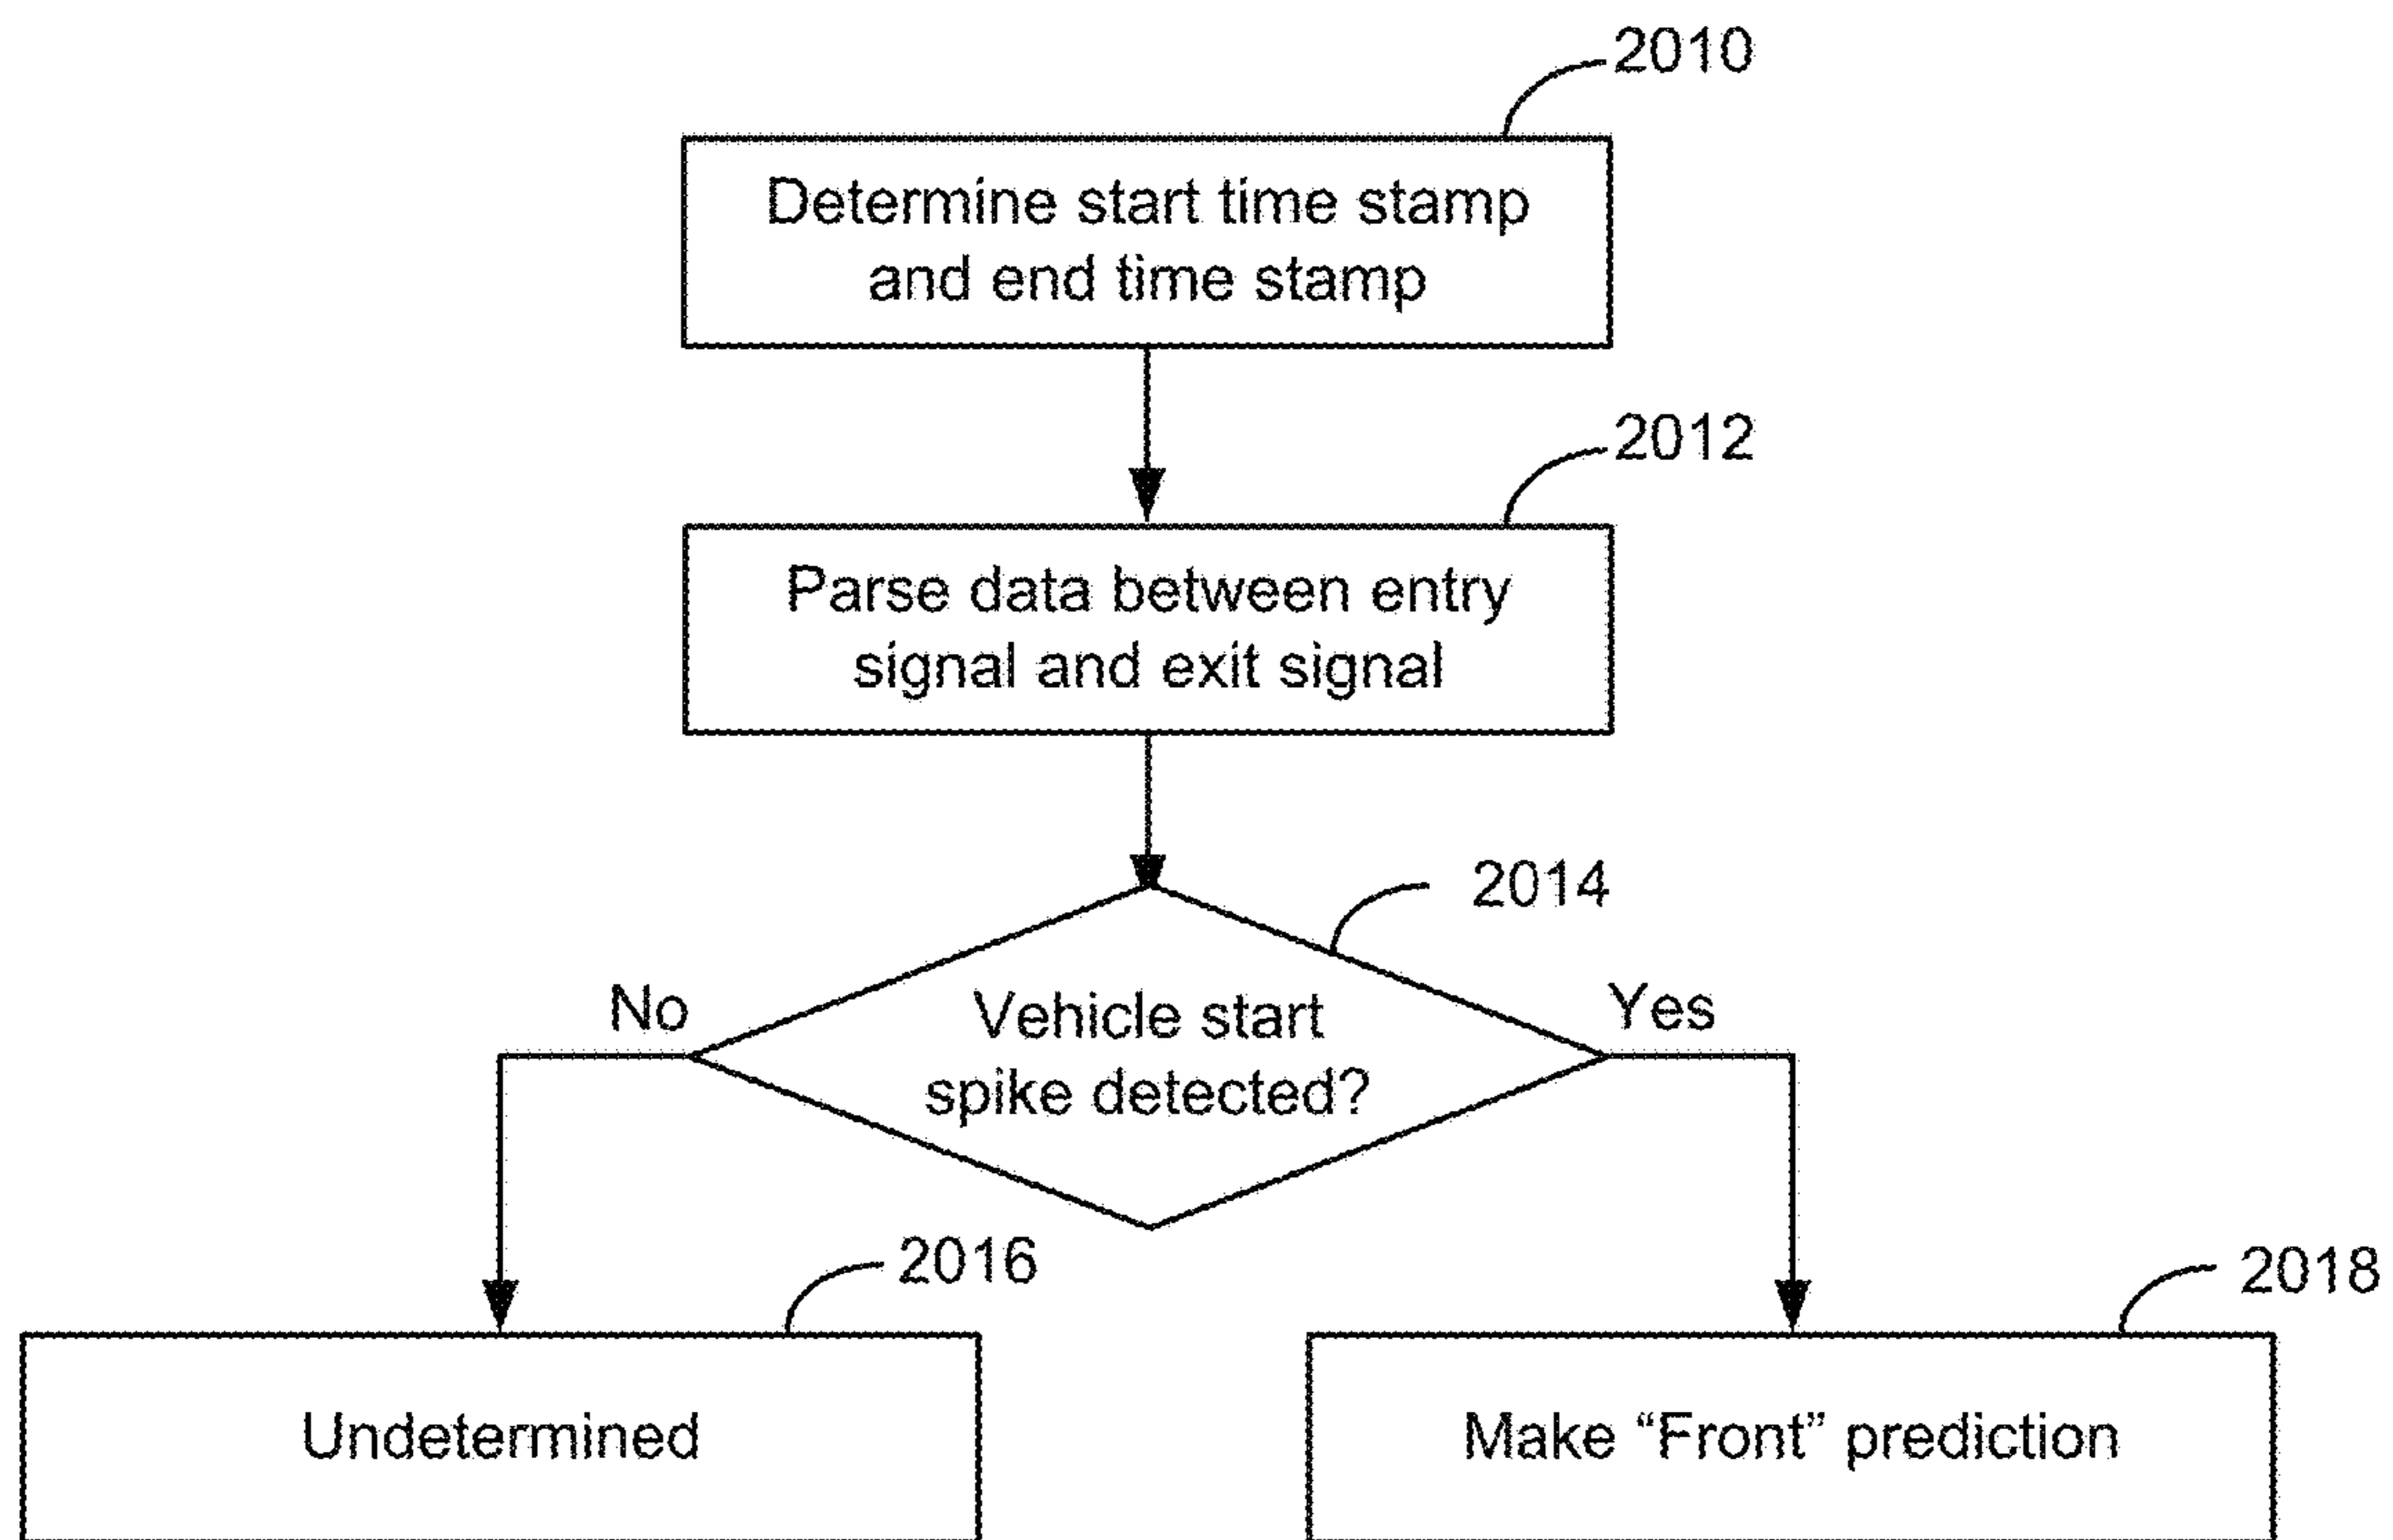 2010
Determine start time stamp
and end time stamp
2012
Parse data between entry
signal and exit signal
2014
No
Vehicle start
spike detected?
Yes
2016
2018
Undetermined
Make “Front” prediction